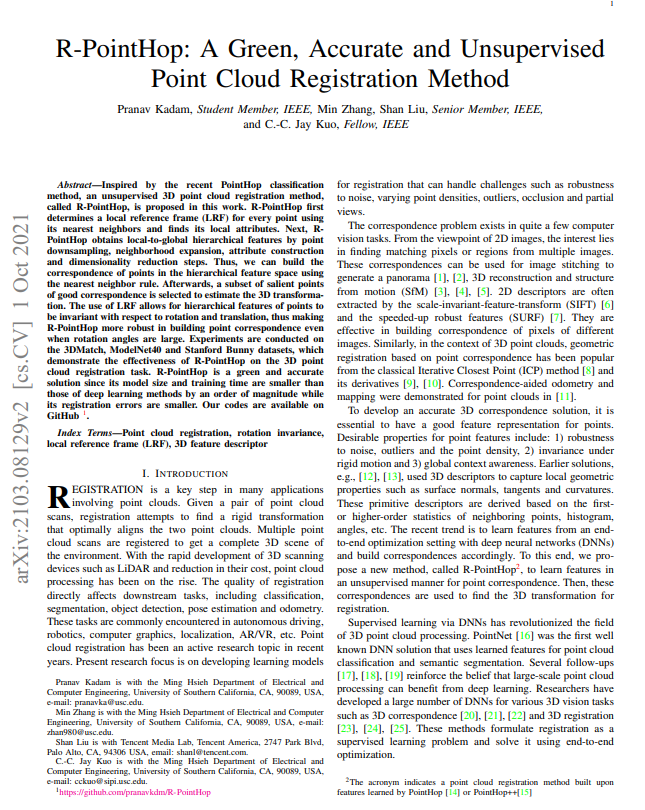 1
R-PointHop: A Green, Accurate and Unsupervised
Point Cloud Registration Method
Pranav Kadam, Student Member, IEEE, Min Zhang, Shan Liu, Senior Member, IEEE,
and C.-C. Jay Kuo, Fellow, IEEE
arXiv:2103.08129v2 [cs.CV] 1 Oct 2021
Abstract—Inspired by the recent PointHop classification
method, an unsupervised 3D point cloud registration method,
called R-PointHop, is proposed in this work. R-PointHop first
determines a local reference frame (LRF) for every point using
its nearest neighbors and finds its local attributes. Next, R-
PointHop obtains local-to-global hierarchical features by point
downsampling, neighborhood expansion, attribute construction
and dimensionality reduction steps. Thus, we can build the
correspondence of points in the hierarchical feature space using
the nearest neighbor rule. Afterwards, a subset of salient points
of good correspondence is selected to estimate the 3D transforma-
tion. The use of LRF allows for hierarchical features of points to
be invariant with respect to rotation and translation, thus making
R-PointHop more robust in building point correspondence even
when rotation angles are large. Experiments are conducted on
the 3DMatch, ModelNet40 and Stanford Bunny datasets, which
demonstrate the effectiveness of R-PointHop on the 3D point
cloud registration task. R-PointHop is a green and accurate
solution since its model size and training time are smaller than
those of deep learning methods by an order of magnitude while
its registration errors are smaller. Our codes are available on
GitHub 1.
Index Terms—Point cloud registration, rotation invariance,
local reference frame (LRF), 3D feature descriptor
I. INTRODUCTION
REGISTRATION is a key step in many applications
involving point clouds. Given a pair of point cloud
scans, registration attempts to find a rigid transformation
that optimally aligns the two point clouds. Multiple point
cloud scans are registered to get a complete 3D scene of
the environment. With the rapid development of 3D scanning
devices such as LiDAR and reduction in their cost, point cloud
processing has been on the rise. The quality of registration
directly affects downstream tasks, including classification,
segmentation, object detection, pose estimation and odometry.
These tasks are commonly encountered in autonomous driving,
robotics, computer graphics, localization, AR/VR, etc. Point
cloud registration has been an active research topic in recent
years. Present research focus is on developing learning models
Pranav Kadam is with the Ming Hsieh Department of Electrical and
Computer Engineering, University of Southern California, CA, 90089, USA,
e-mail: pranavka@usc.edu.
Min Zhang is with the Ming Hsieh Department of Electrical and Computer
Engineering, University of Southern California, CA, 90089, USA, e-mail:
zhan980@usc.edu.
Shan Liu is with Tencent Media Lab, Tencent America, 2747 Park Blvd,
Palo Alto, CA, 94306 USA, email: shanl@tencent.com.
C.-C. Jay Kuo is with the Ming Hsieh Department of Electrical and
Computer Engineering, University of Southern California, CA, 90089, USA,
e-mail: cckuo@sipi.usc.edu.
1https://github.com/pranavkdm/R-PointHop
for registration that can handle challenges such as robustness
to noise, varying point densities, outliers, occlusion and partial
views.
The correspondence problem exists in quite a few computer
vision tasks. From the viewpoint of 2D images, the interest lies
in finding matching pixels or regions from multiple images.
These correspondences can be used for image stitching to
generate a panorama [1], [2], 3D reconstruction and structure
from motion (SfM) [3], [4], [5]. 2D descriptors are often
extracted by the scale-invariant-feature-transform (SIFT) [6]
and the speeded-up robust features (SURF) [7]. They are
effective in building correspondence of pixels of different
images. Similarly, in the context of 3D point clouds, geometric
registration based on point correspondence has been popular
from the classical Iterative Closest Point (ICP) method [8] and
its derivatives [9], [10]. Correspondence-aided odometry and
mapping were demonstrated for point clouds in [11].
To develop an accurate 3D correspondence solution, it is
essential to have a good feature representation for points.
Desirable properties for point features include: 1) robustness
to noise, outliers and the point density, 2) invariance under
rigid motion and 3) global context awareness. Earlier solutions,
e.g., [12], [13], used 3D descriptors to capture local geometric
properties such as surface normals, tangents and curvatures.
These primitive descriptors are derived based on the first-
or higher-order statistics of neighboring points, histogram,
angles, etc. The recent trend is to learn features from an end-
to-end optimization setting with deep neural networks (DNNs)
and build correspondences accordingly. To this end, we pro-
pose a new method, called R-PointHop2, to learn features in
an unsupervised manner for point correspondence. Then, these
correspondences are used to find the 3D transformation for
registration.
Supervised learning via DNNs has revolutionized the field
of 3D point cloud processing. PointNet [16] was the first well
known DNN solution that uses learned features for point cloud
classification and semantic segmentation. Several follow-ups
[17], [18], [19] reinforce the belief that large-scale point cloud
processing can benefit from deep learning. Researchers have
developed a large number of DNNs for various 3D vision tasks
such as 3D correspondence [20], [21], [22] and 3D registration
[23], [24], [25]. These methods formulate registration as a
supervised learning problem and solve it using end-to-end
optimization.
2The acronym indicates a point cloud registration method built upon
features learned by PointHop [14] or PointHop++[15]